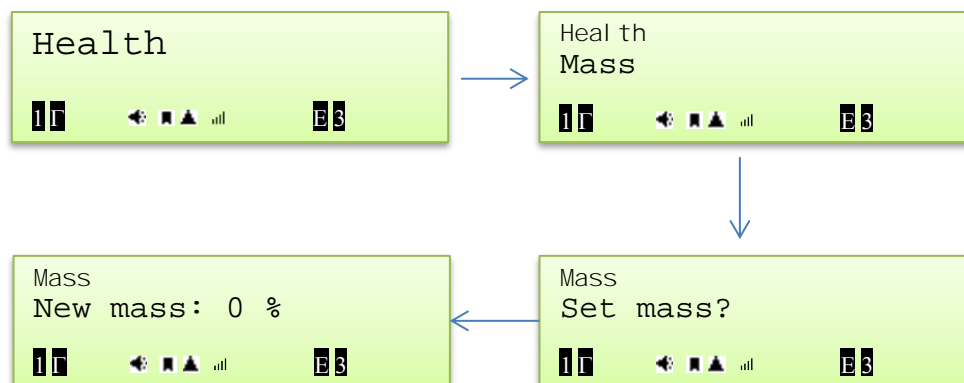 Health
1Г E3
Health
Mass
1Г E3
Mass
New mass: 0 %
1Г E3
Mass
Set mass?
1Г E3